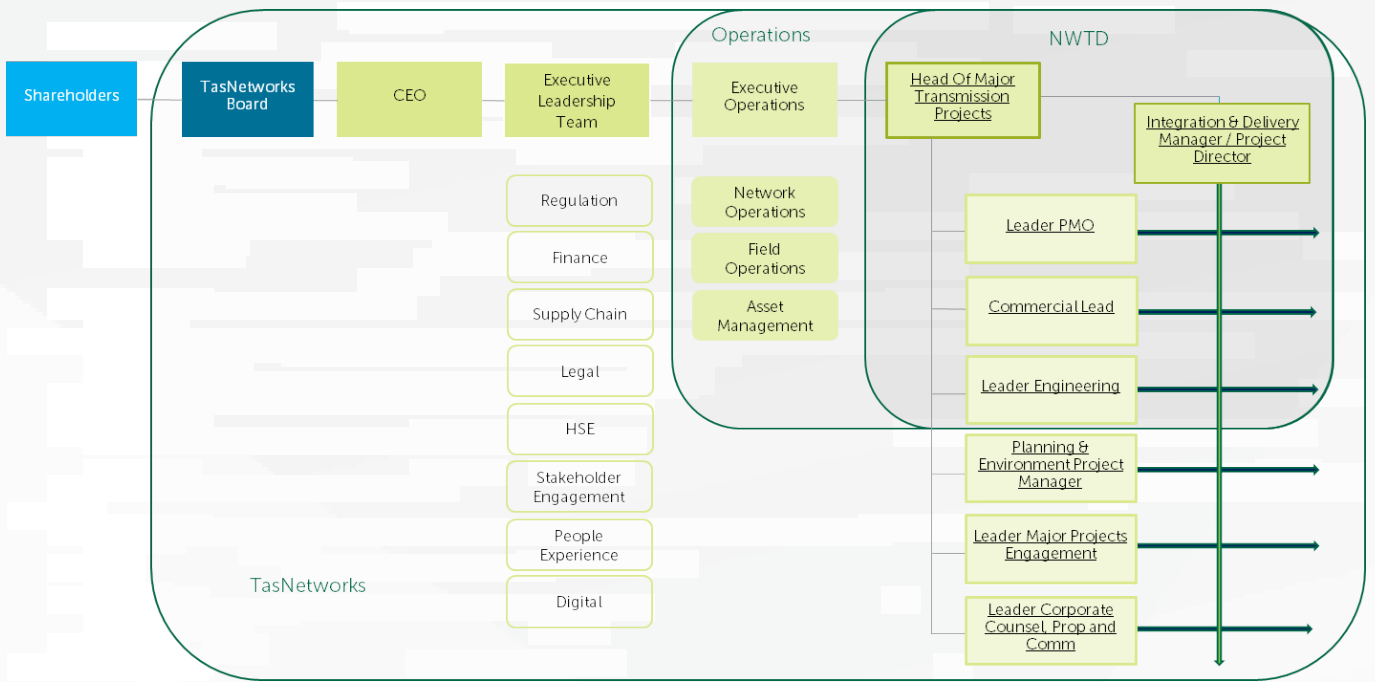 Operations
NWTD
Shareholders
TasNetworks
Board
CEO
Executive
Leadership
Team
Executive
Operations
Head Of Major
Transmission
Projects
Integration & Delivery
Manager / Project
Director
Regulation
Finance
Supply Chain
Legal
HSE
Stakeholder
Engagement
People
Experience
Digital
Network
Operations
Field
Operations
Asset
Management
Leader PMO
Commercial Lead
Leader Engineering
Planning &
Environment Project
Manager
Leader Major Projects
Engagement
Leader Corporate
Counsel, Prop and
Comm
TasNetworks